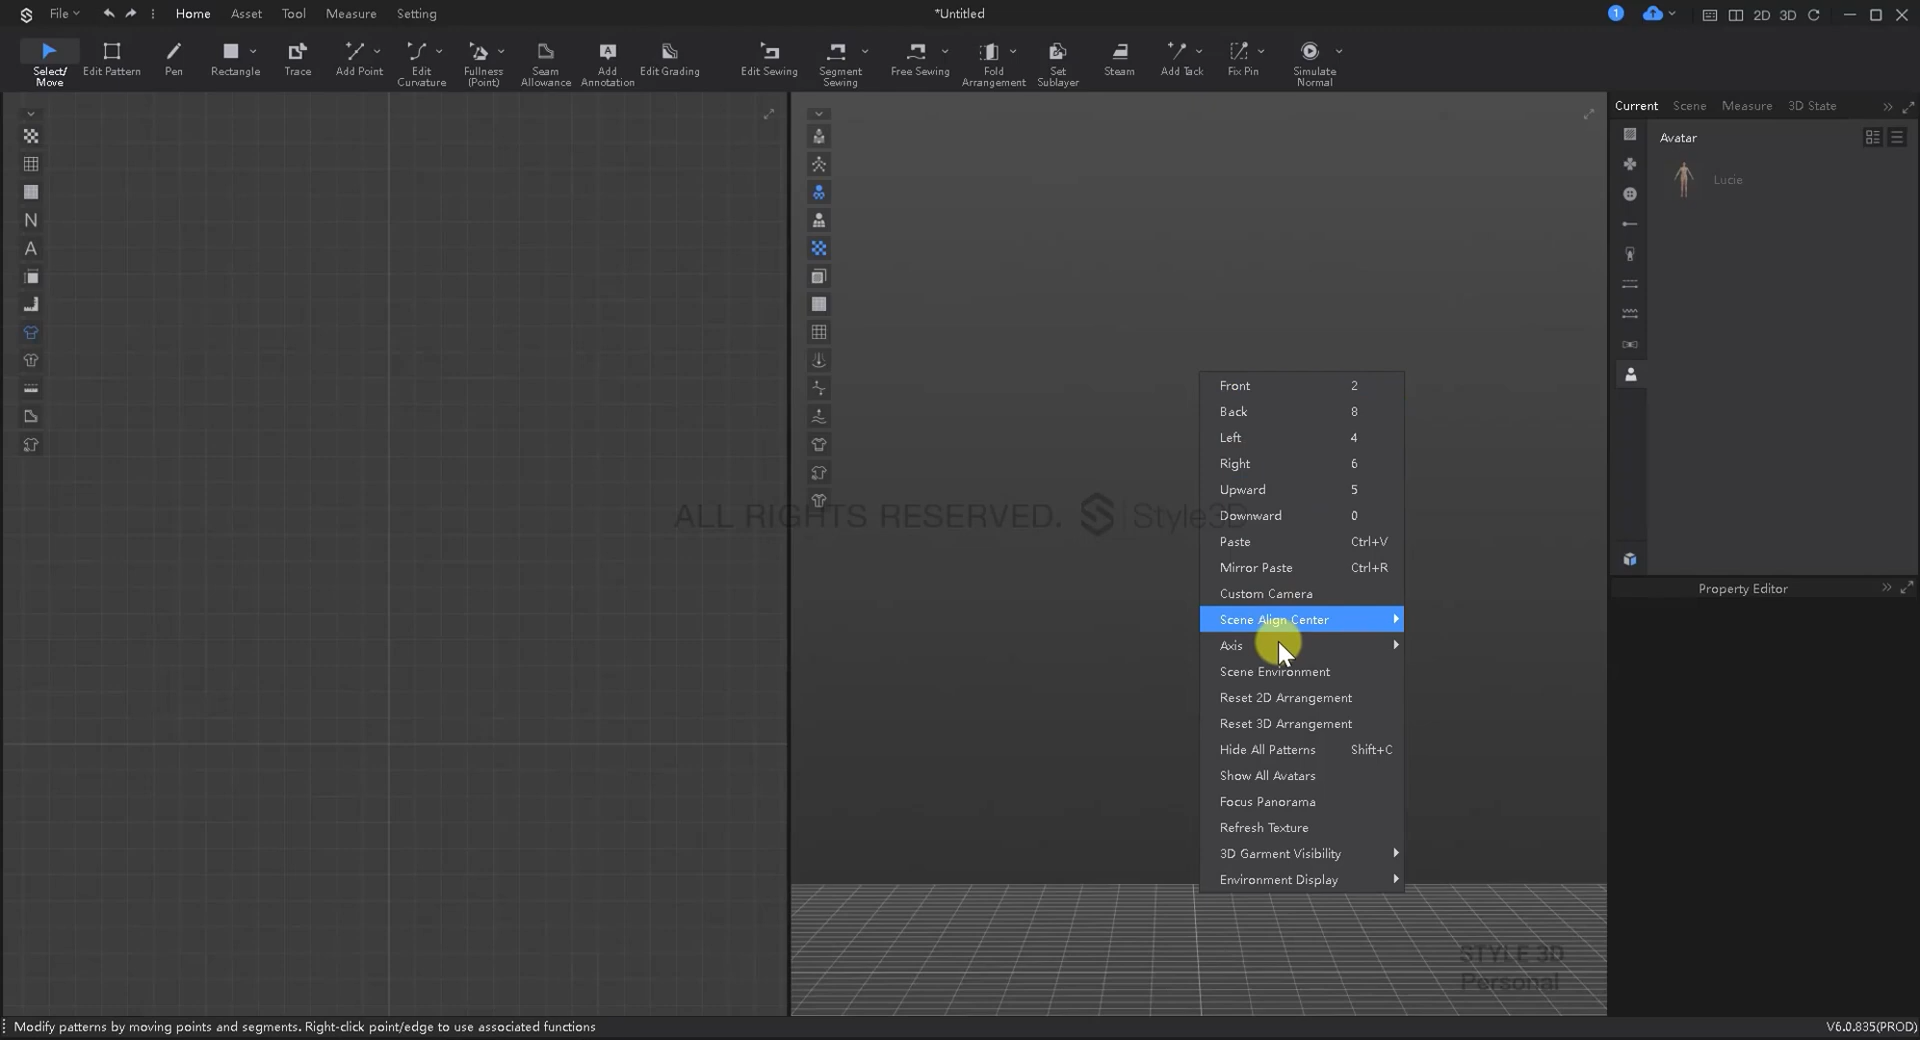 File Home Asset Tool Measure Setting *Untitled 1 2D 3D
Select/ Move
Edit Pattern
Pen
Rectangle
Trace
Add Point
Edit Curvature
Fullness (Point)
Seam Allowance
A
Add Annotation
Edit Grading
Edit Sewing
Segment Sewing
Free Sewing
Fold Arrangement
Set Sublayer
Steam
Add Tack
Fix Pin
Simulate Normal
Current Scene Measure 3D State
Avatar
Lucie
N
A
Front 2
Back 8
Left 4
Right 6
Upward 5
ALL RIGHTS RESERVED. Style3D
Downward 0
Paste Ctrl+V
Mirror Paste Ctrl+R
Custom Camera
Scene Align Center
Axis
Scene Environment
Reset 2D Arrangement
Reset 3D Arrangement
Hide All Patterns Shift+C
Show All Avatars
Focus Panorama
Refresh Texture
3D Garment Visibility
Environment Display
Property Editor
STYLE 3D
Personal
Modify patterns by moving points and segments. Right-click point/edge to use associated functions
V6.0.835(PROD)